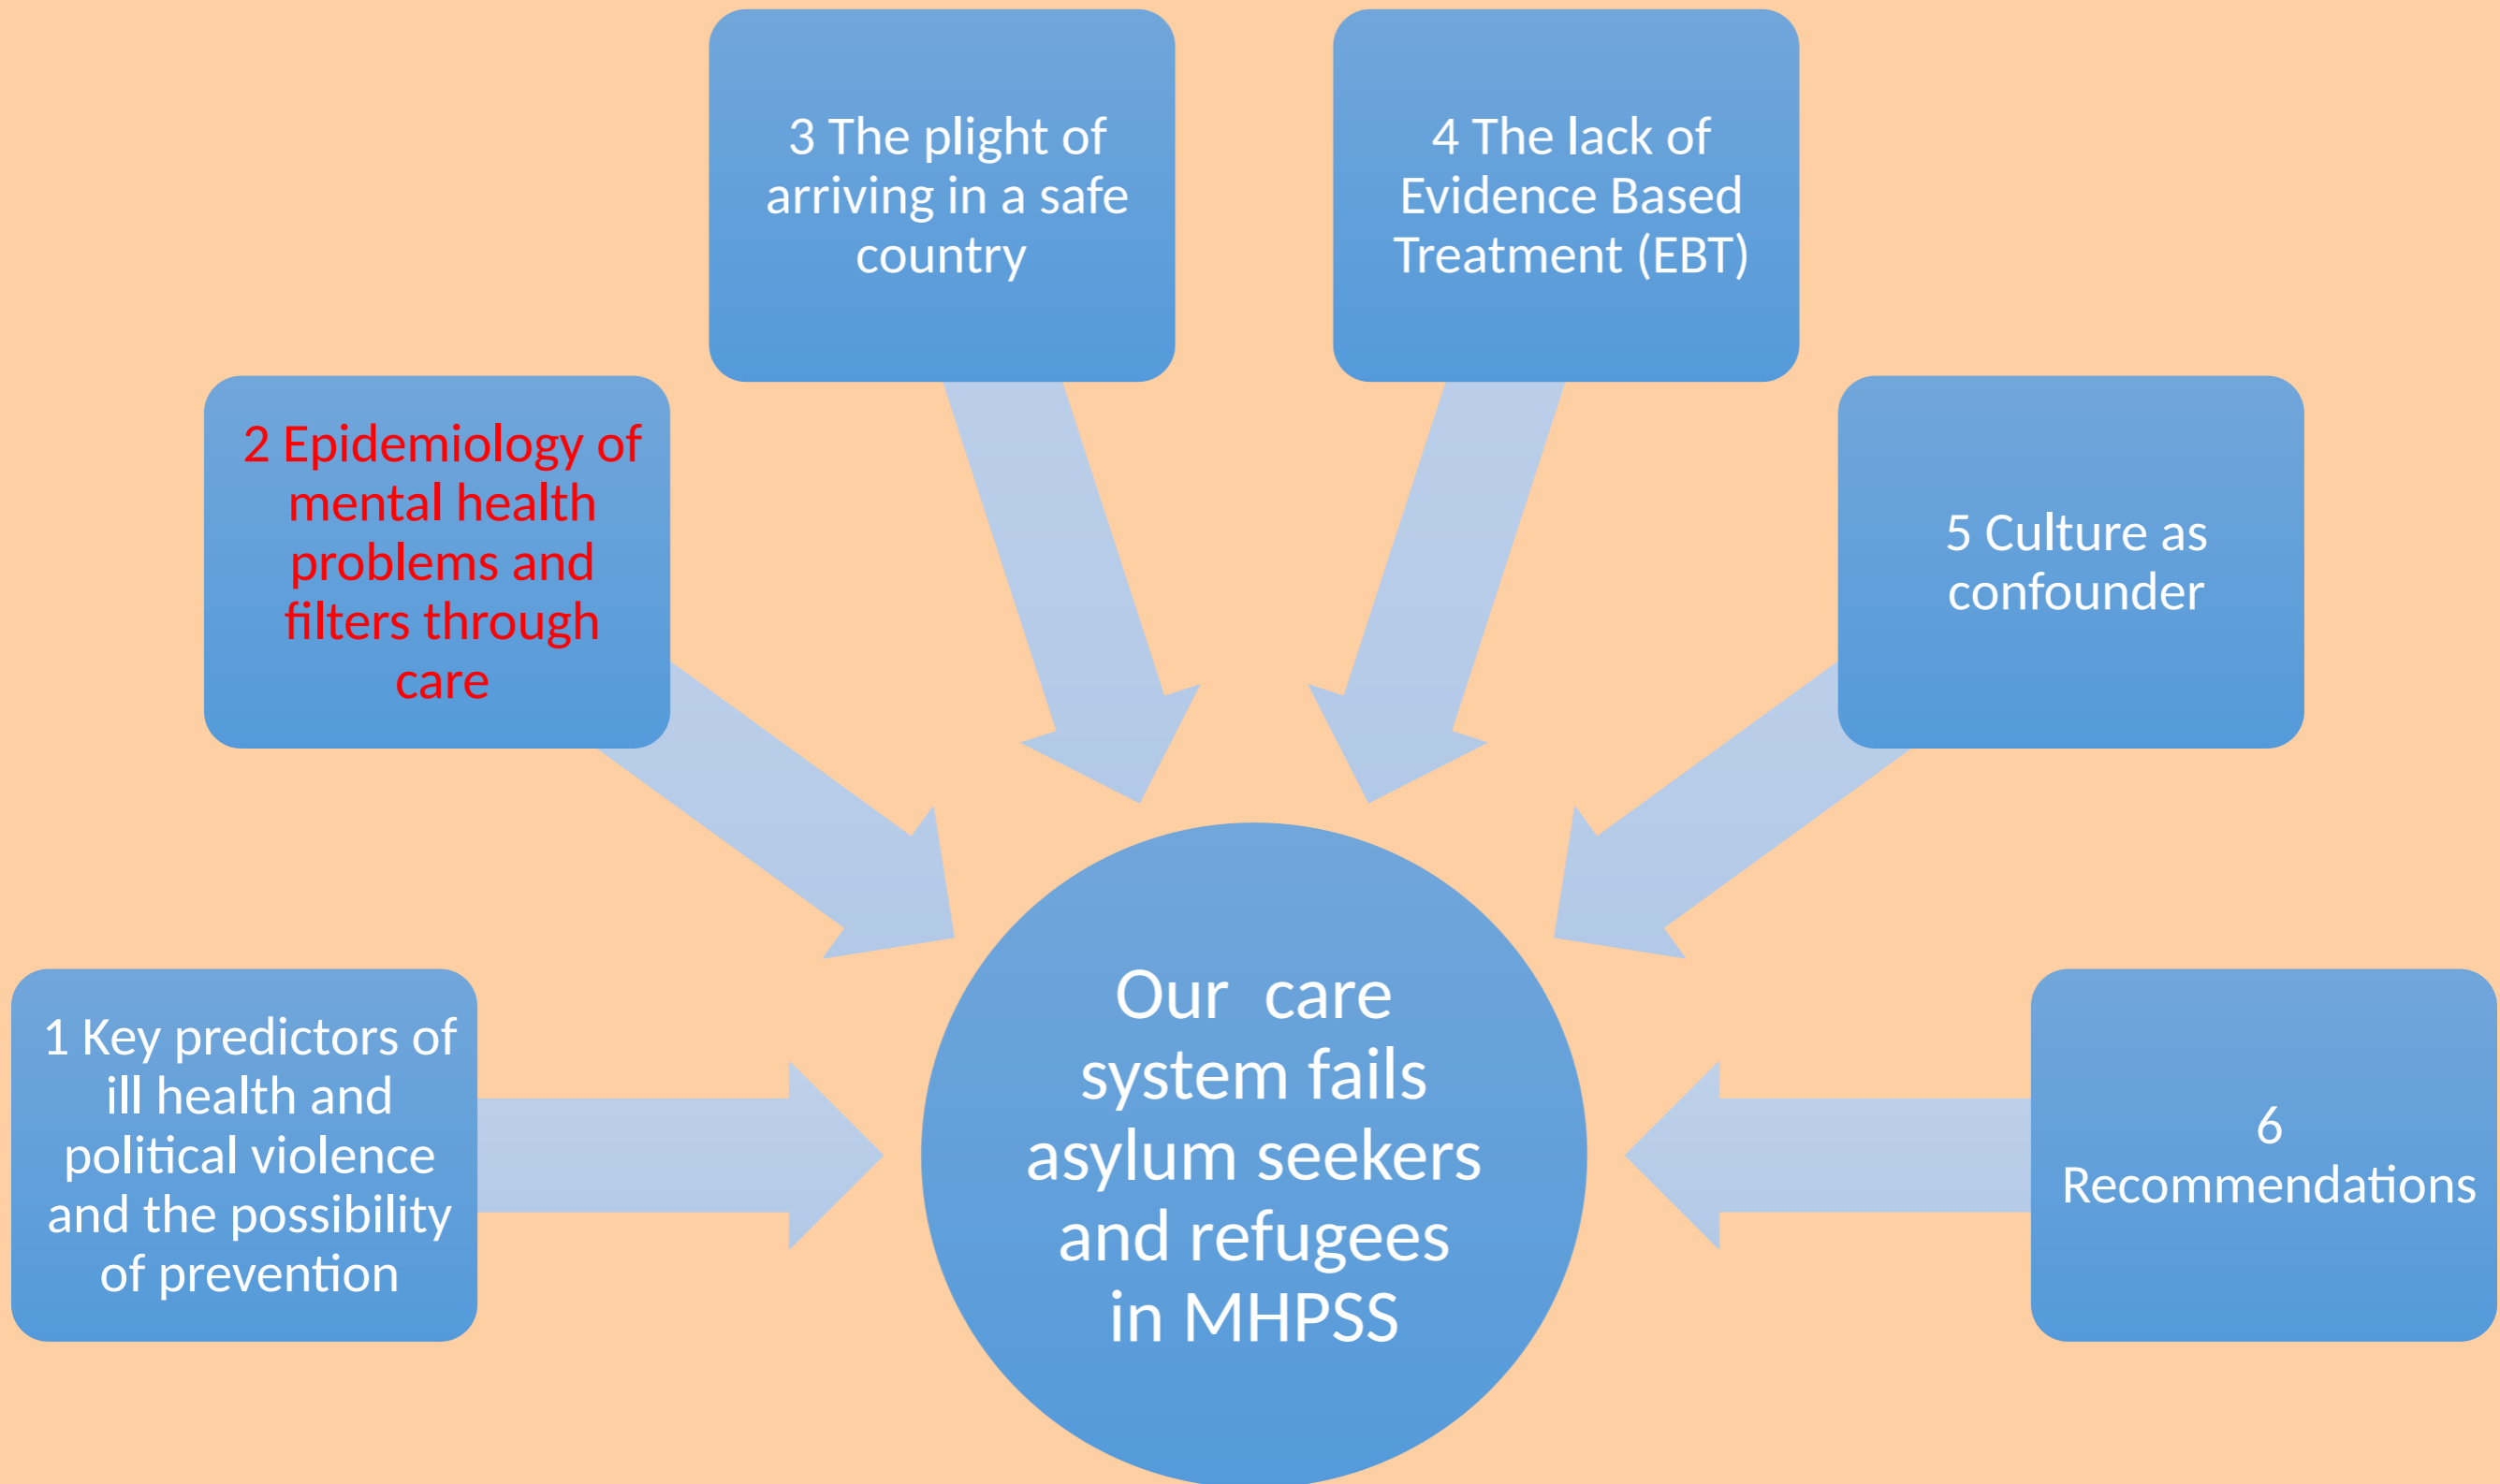 1 Key predictors of
ill health and
political violence
and the possibility
of prevention
2 Epidemiology of
mental health
problems and
filters through
care
3 The plight of
arriving in a safe
country
4 The lack of
Evidence Based
Treatment (EBT)
5 Culture as
confounder
6
Recommendations
Our  care
system fails
asylum seekers
and refugees
in MHPSS